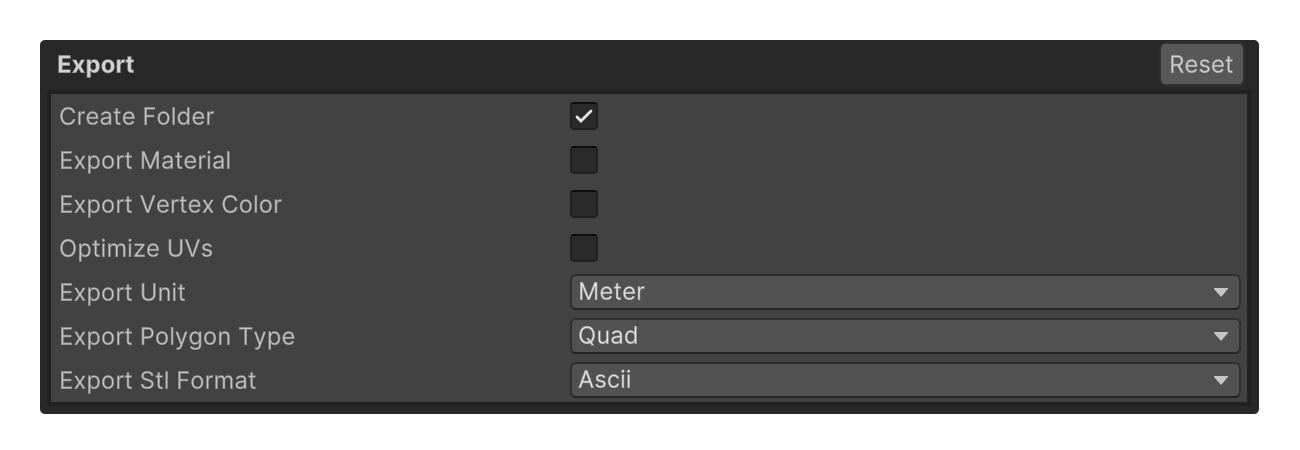 Export Reset
Create Folder
Export Material
Export Vertex Color
Optimize UVs
Export Unit Meter
Export Polygon Type Quad
Export Stl Format Ascii